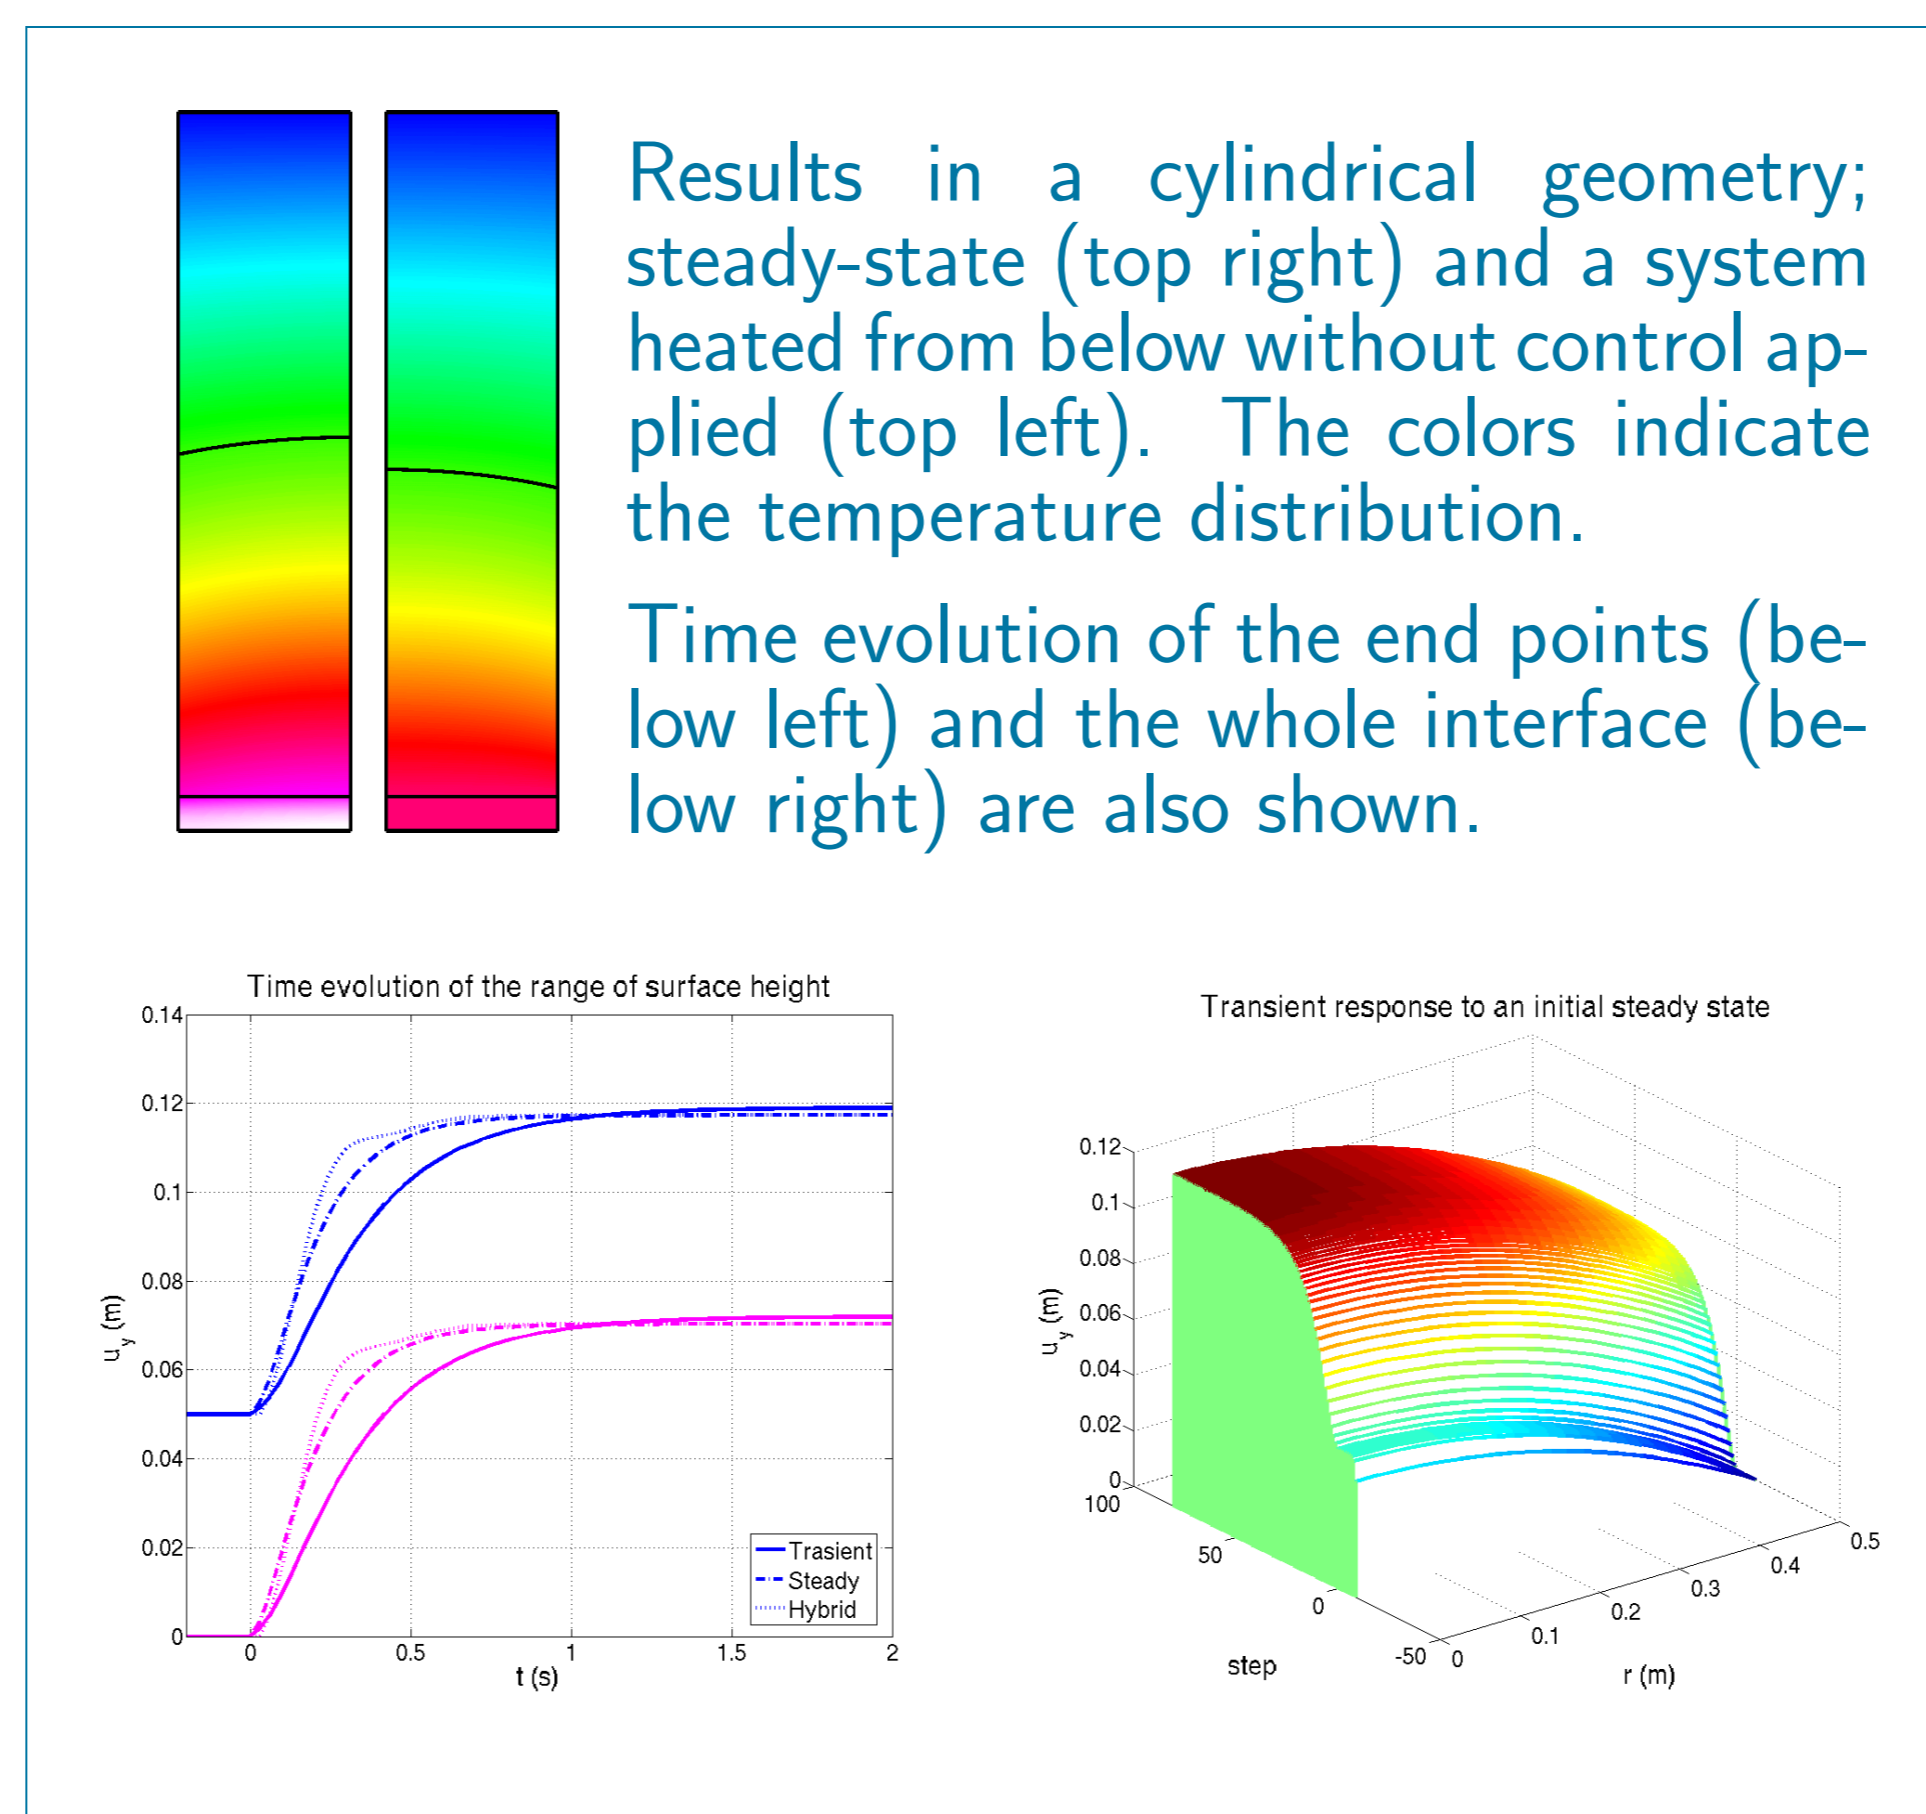 Results in a cylindrical geometry;
steady-state (top right) and a system
heated from below without control ap-
plied (top left). The colors indicate
the temperature distribution.
Time evolution of the end points (be-
low left) and the whole interface (be-
low right) are also shown.
Time evolution of the range of surface height
0.14
0.12
0.1
0.08
0.06
0.04
0.02
0
u_y (m)
0
0.5
1
1.5
2
t (s)
Trasient
Steady
Hybrid
Transient response to an initial steady state
0.12
0.1
0.08
0.06
0.04
0.02
0
u_y (m)
100
50
0
-50
step
0
0.1
0.2
0.3
0.4
0.5
r (m)